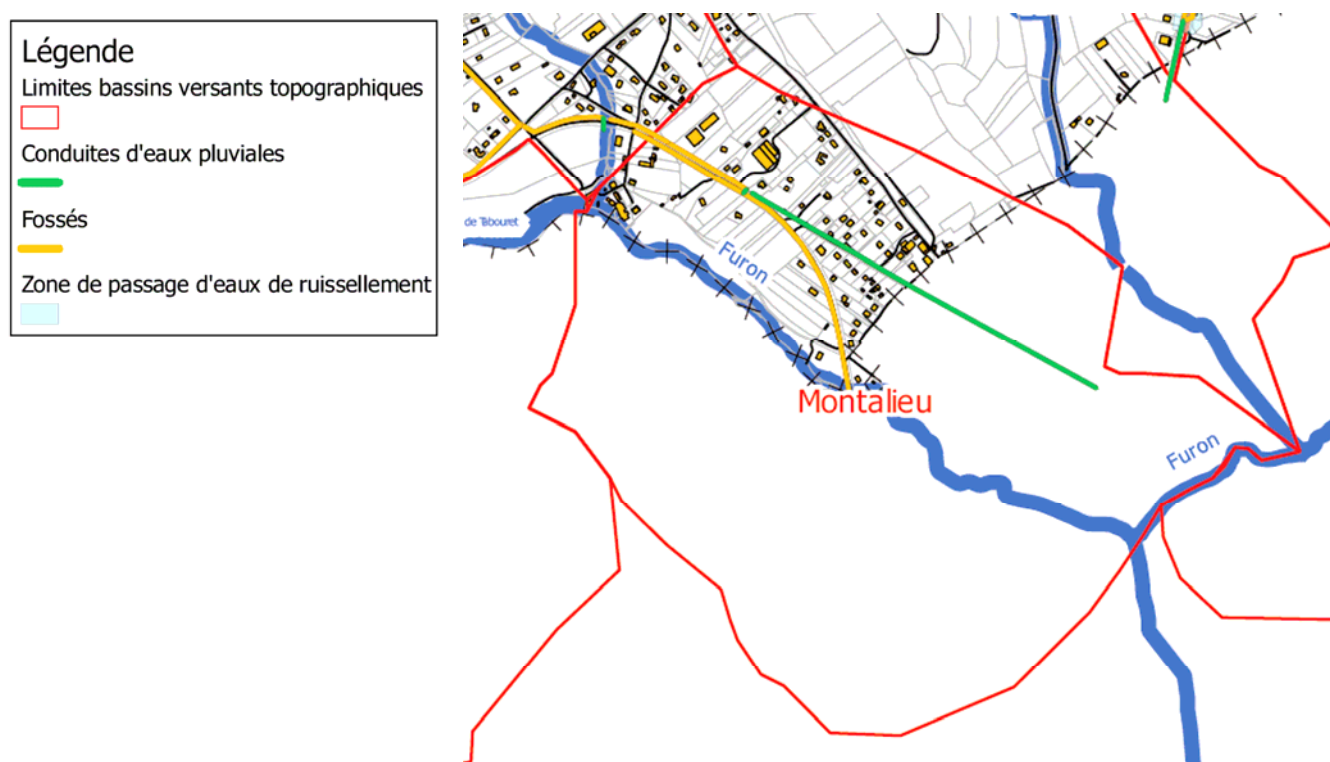 Légende
Limites bassins versants topographiques
Conduites d'eaux pluviales
Fossés
Zone de passage d'eaux de ruissellement
de Tabouret
Furon
Montalieu
Furon